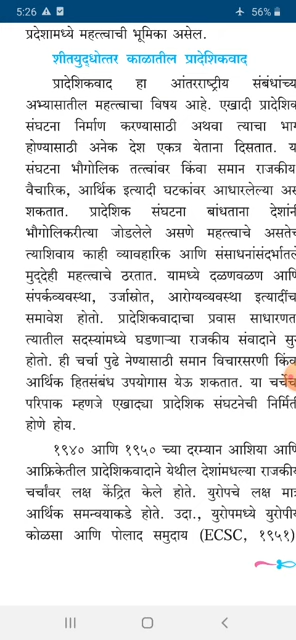 5:26
56%
प्रदेशामध्ये महत्त्वाची भूमिका असेल.
शीतयुद्धोत्तर काळातील प्रादेशिकवाद
प्रादेशिकवाद हा आंतरराष्ट्रीय संबंधांच्य
अभ्यासातील महत्वाचा विषय आहे. एखादी प्रादेशि
संघटना निर्माण करण्यासाठी अथवा त्याचा भाग
होण्यासाठी अनेक देश एकत्र येताना दिसतात. य
संघटना भौगोलिक तत्त्वांवर किंवा समान राजकीय
वैचारिक, आर्थिक इत्यादी घटकांवर आधारलेल्या अस
शकतात. प्रादेशिक संघटना बांधताना देशांनी
भौगोलिकरीत्या जोडलेले असणे महत्वाचे असतेच
त्याशिवाय काही व्यावहारिक आणि संसाधनांसंदर्भातल
मुद्देही महत्वाचे ठरतात. यामध्ये दळणवळण आणि
संपर्कव्यवस्था, उर्जास्रोत, आरोग्यव्यवस्था इत्यादींच
समावेश होतो. प्रादेशिकवादाचा प्रवास साधारणत
त्यातील सदस्यांमध्ये घडणाऱ्या राजकीय संवादाने सु
होतो. ही चर्चा पुढे नेण्यासाठी समान विचारसरणी किंव
आर्थिक हितसंबंध उपयोगास येऊ शकतात. या चर्चेच
परिपाक म्हणजे एखाद्या प्रादेशिक संघटनेची निर्मित
होणे होय.
१९४० आणि १९५० च्या दरम्यान आशिया आणि
आफ्रिकेतील प्रादेशिकवादाने येथील देशांमधल्या राजकीय
चर्चांवर लक्ष केंद्रित केले होते. युरोपचे लक्ष मात्र
आर्थिक समन्वयाकडे होते. उदा., युरोपमध्ये युरोपीय
कोळसा आणि पोलाद समुदाय (ECSC, १९५१)